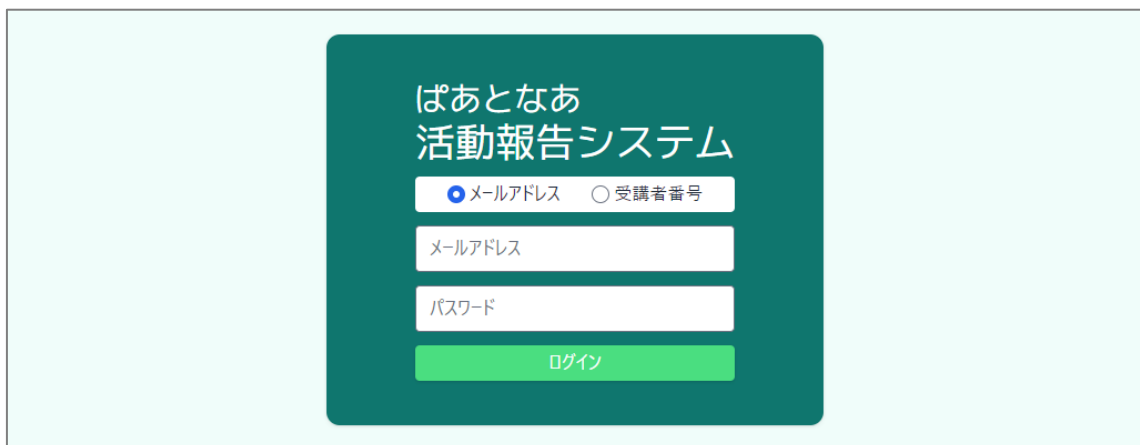 ぱあとなあ
活動報告システム
メールアドレス 受講者番号
メールアドレス
パスワード
ログイン